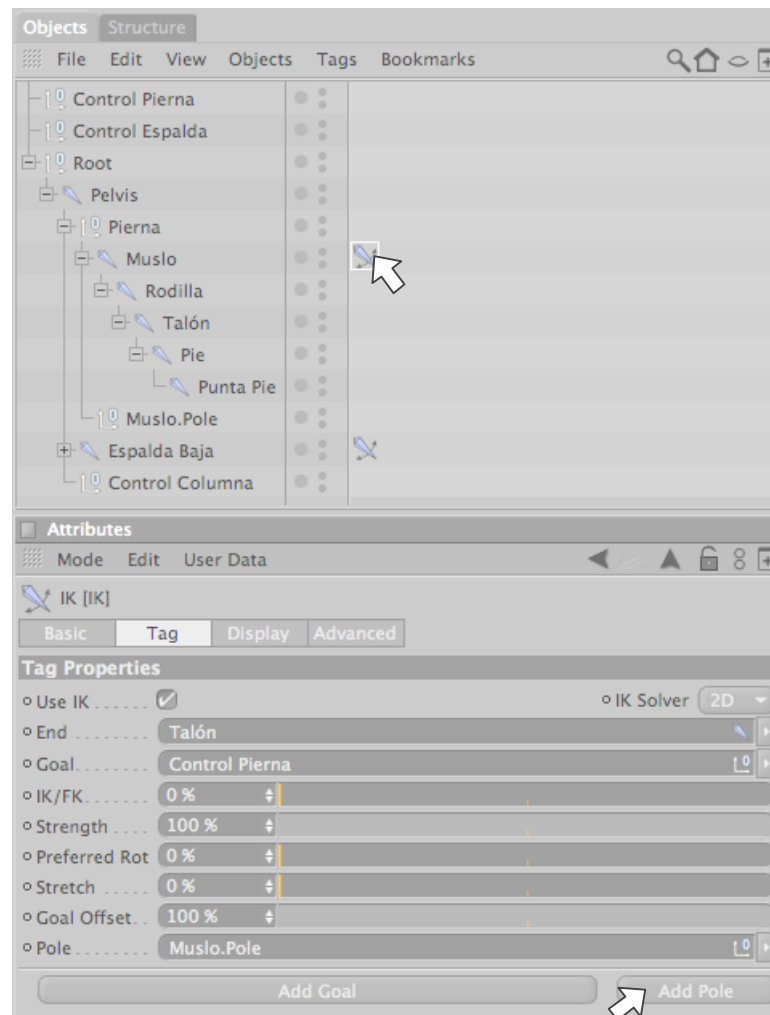 Objects Structure
File Edit View Objects Tags Bookmarks
Control Pierna
Control Espalda
Root
Pelvis
Pierna
Muslo
Rodilla
Talón
Pie
Punta Pie
Muslo.Pole
Espalda Baja
Control Columna
Attributes
Mode Edit User Data
IK [IK]
Basic Tag Display Advanced
Tag Properties
Use IK...... IK Solver 2D
End........ Talón
Goal........ Control Pierna
IK/FK....... 0 %
Strength.... 100 %
Preferred Rot 0 %
Stretch..... 0 %
Goal Offset.. 100 %
Pole........ Muslo.Pole
Add Goal Add Pole